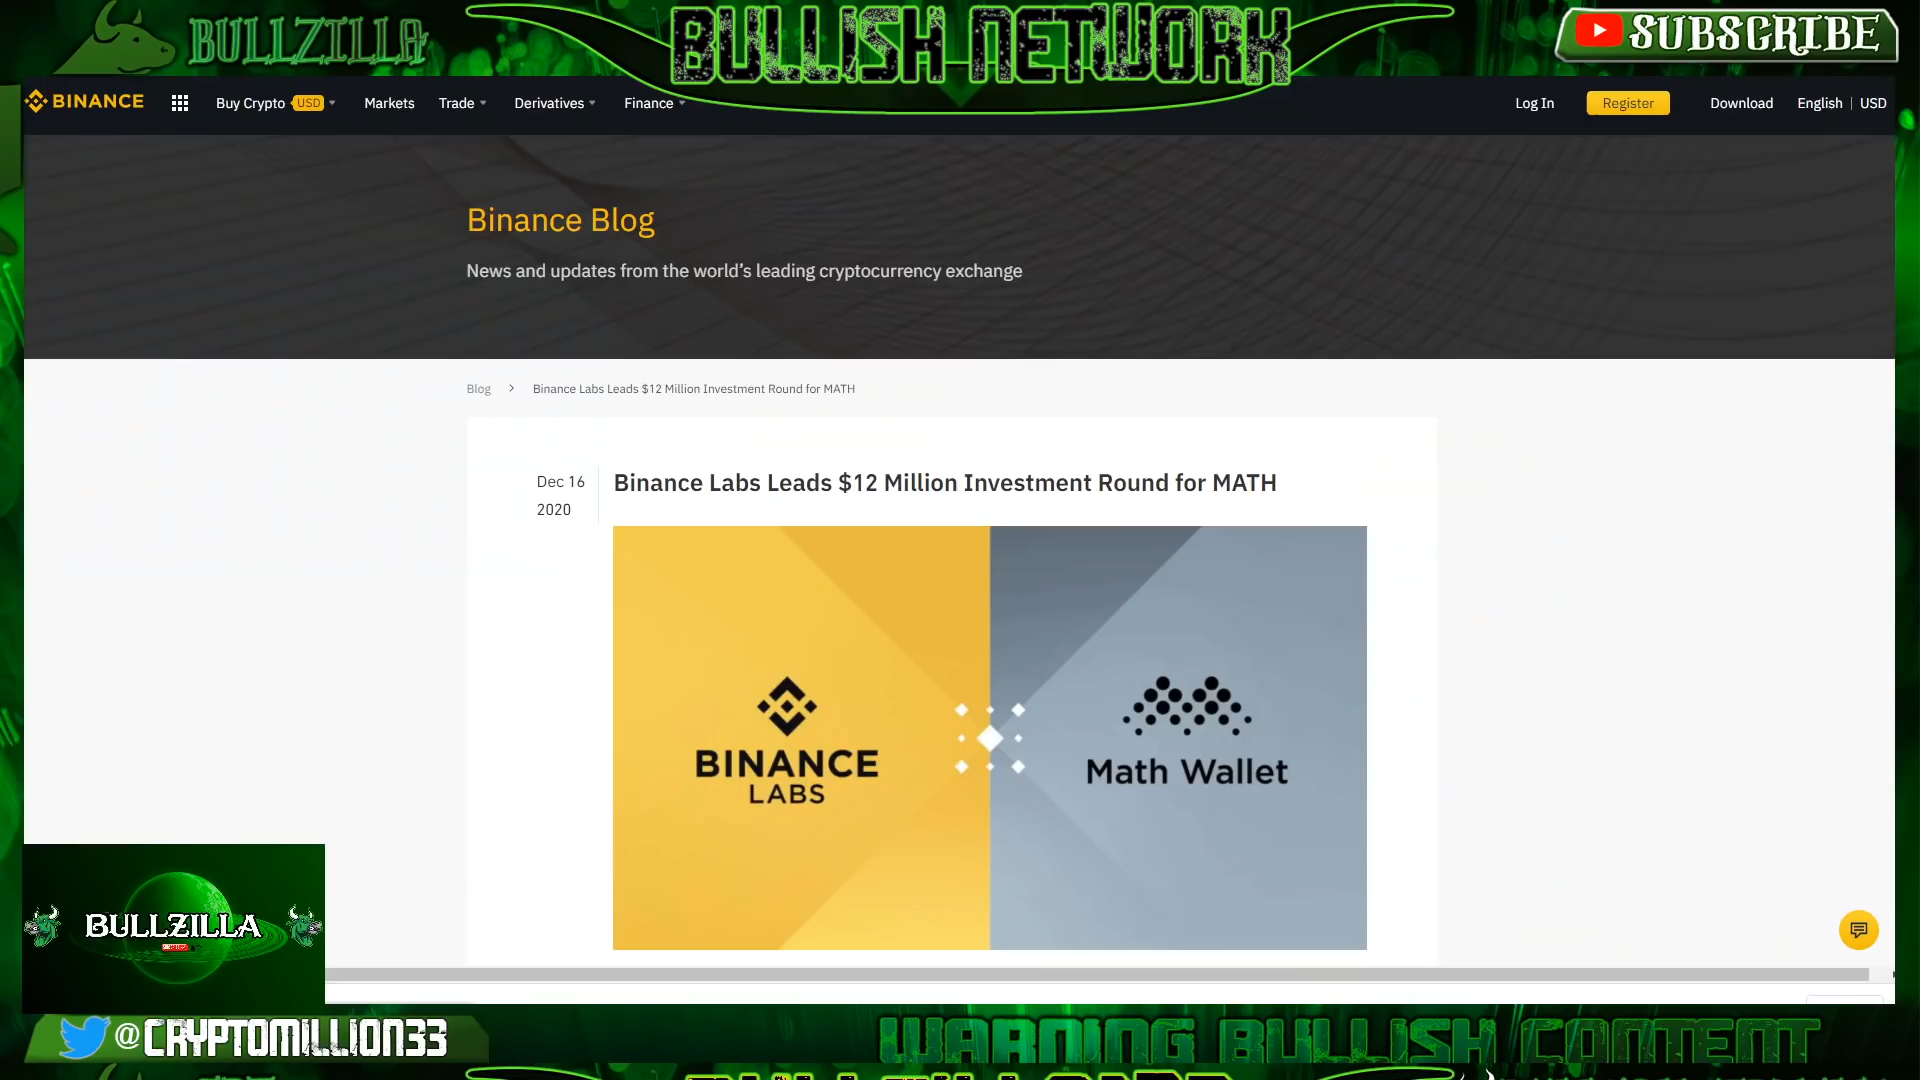 BULLZILLA
BULLISH NETWORK
SUBSCRIBE
BINANCE
Buy Crypto USD
Markets
Trade
Derivatives
Finance
Log In
Register
Download
English | USD
Binance Blog
News and updates from the world’s leading cryptocurrency exchange
Blog > Binance Labs Leads $12 Million Investment Round for MATH
Dec 16
2020
Binance Labs Leads $12 Million Investment Round for MATH
BINANCE
LABS
Math Wallet
BULLZILLA
@CRYPTOMILLION33
WARNING BULLISH CONTENT